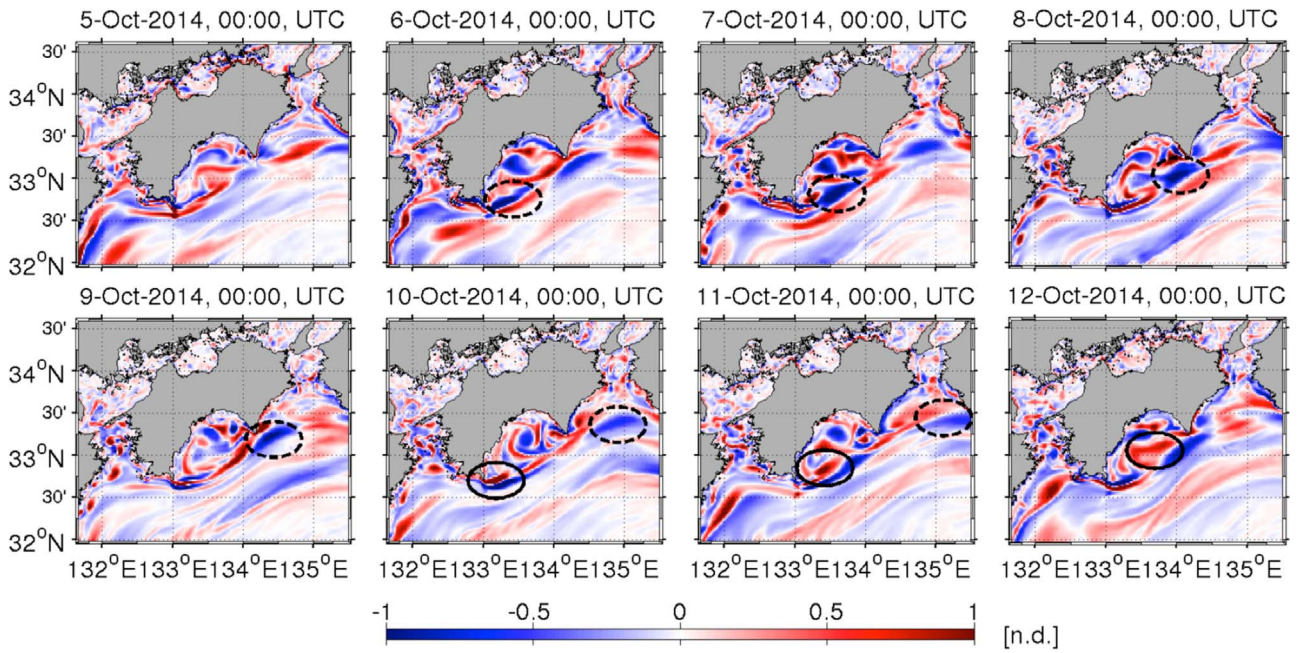 5-Oct-2014, 00:00, UTC 6-Oct-2014, 00:00, UTC 7-Oct-2014, 00:00, UTC 8-Oct-2014, 00:00, UTC
30'
34°N
30'
33°N
30'
32°N
9-Oct-2014, 00:00, UTC 10-Oct-2014, 00:00, UTC 11-Oct-2014, 00:00, UTC 12-Oct-2014, 00:00, UTC
30'
34°N
30'
33°N
30'
32°N
132°E133°E134°E135°E 132°E133°E134°E135°E 132°E133°E134°E135°E 132°E133°E134°E135°E
-1 -0.5 0 0.5 1
[n.d.]